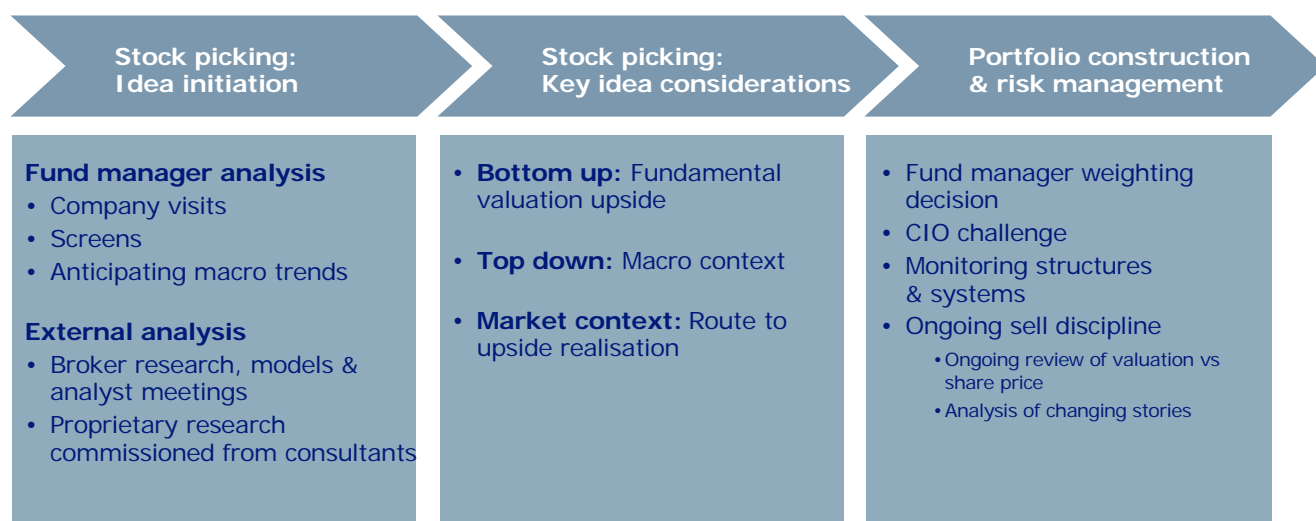 Stock picking:
Idea initiation
Stock picking:
Key idea considerations
Portfolio construction
& risk management
Fund manager analysis
• Company visits
• Screens
• Anticipating macro trends
External analysis
• Broker research, models &
analyst meetings
• Proprietary research
commissioned from consultants
• Bottom up: Fundamental
valuation upside
• Top down: Macro context
• Market context: Route to
upside realisation
• Fund manager weighting
decision
• CIO challenge
• Monitoring structures
& systems
• Ongoing sell discipline
• Ongoing review of valuation vs
share price
• Analysis of changing stories